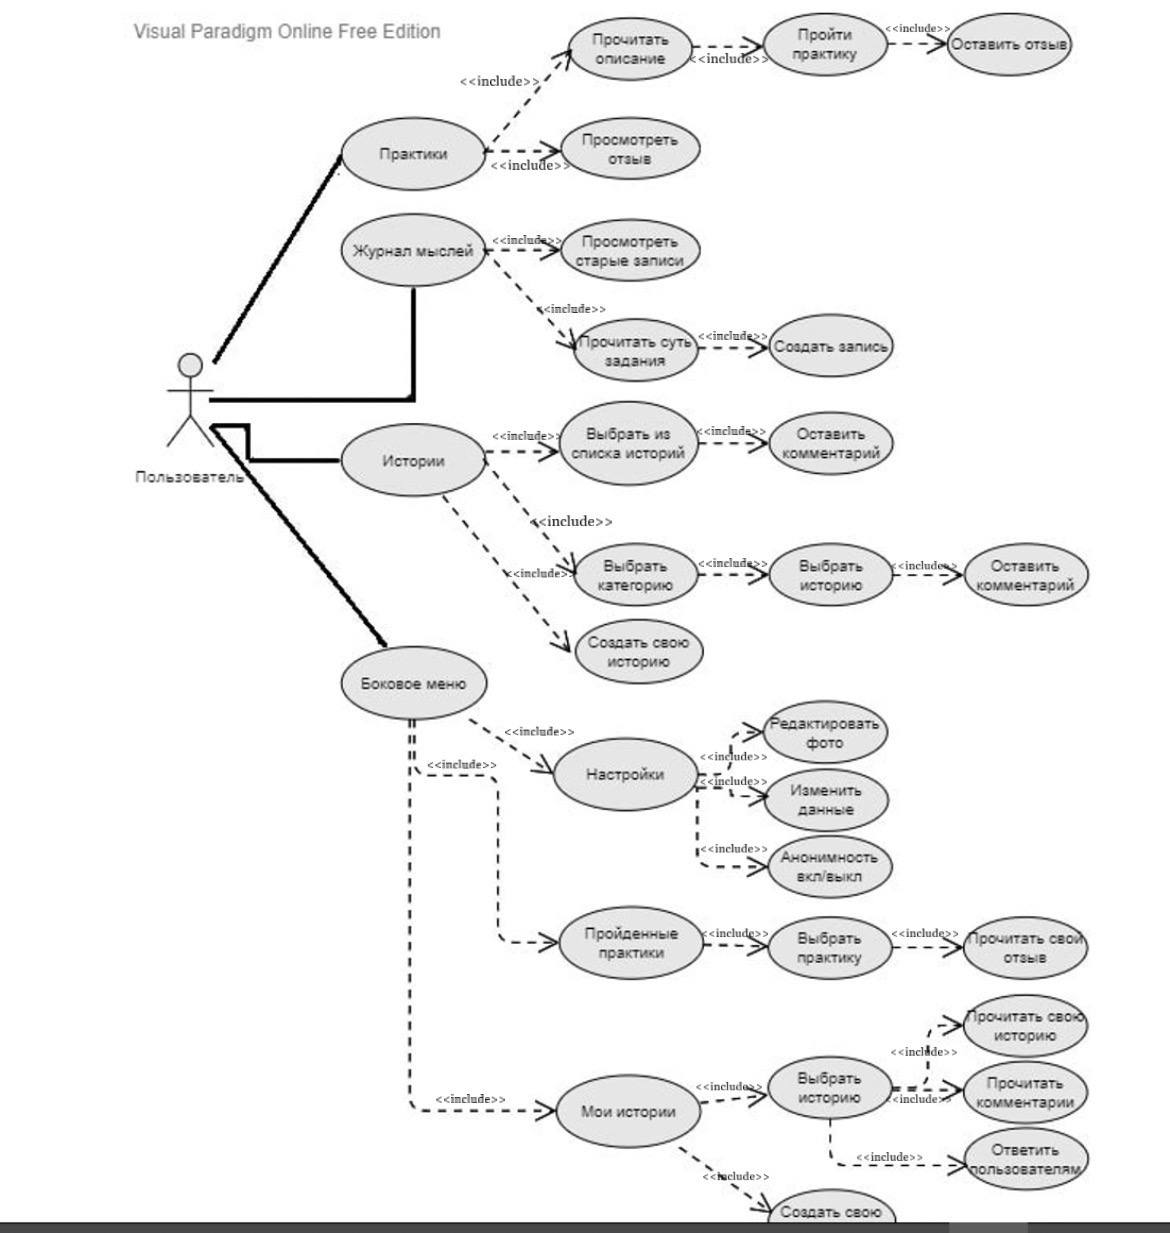 Visual Paradigm Online Free Edition
Прочитать
описание
<<include>>
Пройти
практику
<<include>>
Оставить отзыв
<<include>>
Практики
Просмотреть
отзыв
<<include>>
Журнал мыслей
<<include>>
Просмотреть
старые записи
<<include>>
Прочитать суть
задания
<<include>>
Создать запись
Пользователь
Истории
<<include>>
Выбрать из
списка историй
<<include>>
Оставить
комментарий
<<include>>
<<include>>
Выбрать
категорию
<<include>>
Выбрать
историю
<<include>>
Оставить
комментарий
Создать свою
историю
Боковое меню
<<include>>
<<include>>
Настройки
<<include>>
Редактировать
фото
<<include>>
Изменить
данные
<<include>>
Анонимность
вкл/выкл
Пройденные
практики
<<include>>
Выбрать
практику
<<include>>
Прочитать свой
отзыв
<<include>>
Мои истории
<<include>>
Выбрать
историю
<<include>>
Прочитать свою
историю
<<include>>
Прочитать
комментарии
<<include>>
Ответить
пользователям
<<include>>
Создать свою